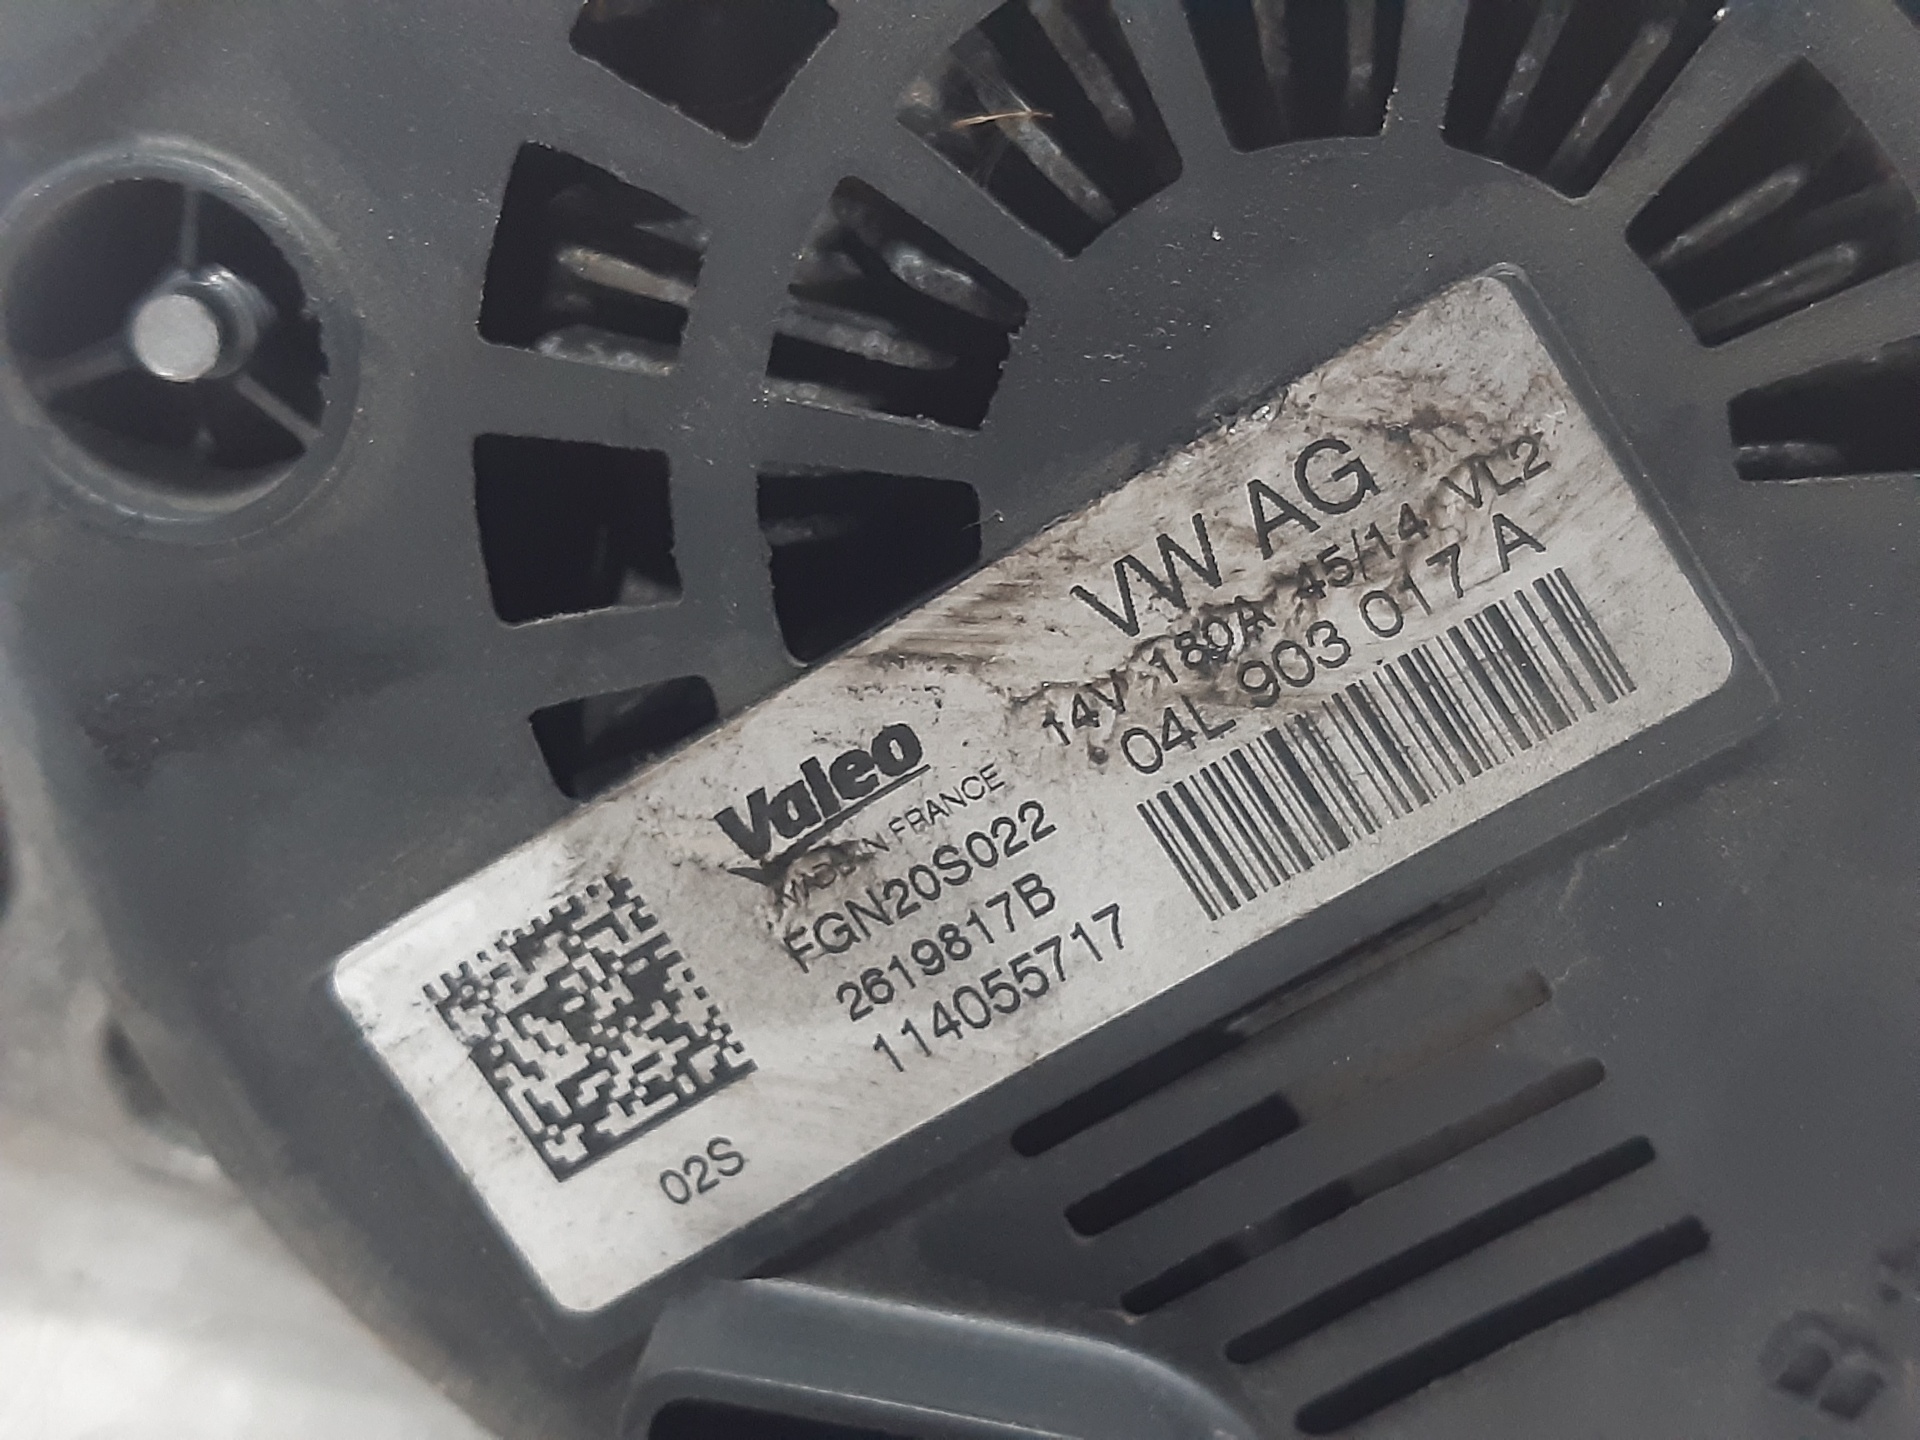 VW AG
14V 180A 45/14 VL2
04L 903 017 A
Valeo
MADE IN FRANCE
FGN20S022
2619817B
114055717
02S
B+